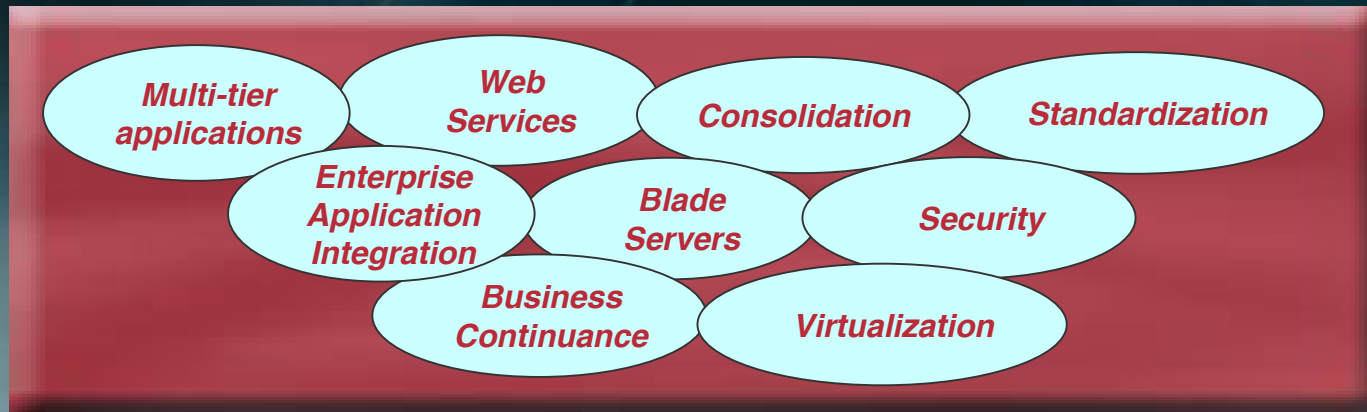 Multi-tier
applications
Web
Services
Consolidation
Standardization
Enterprise
Application
Integration
Blade
Servers
Security
Business
Continuance
Virtualization